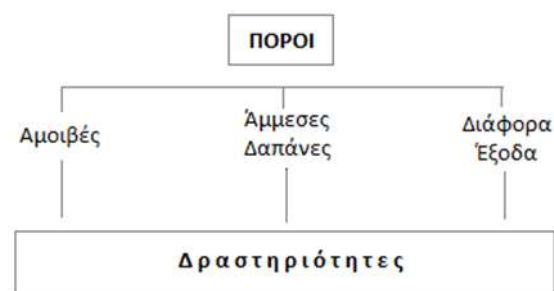 ΠΟΡΟΙ
Αμοιβές
Άμμεσες
Δαπάνες
Διάφορα
Έξοδα
Δραστηριότητες